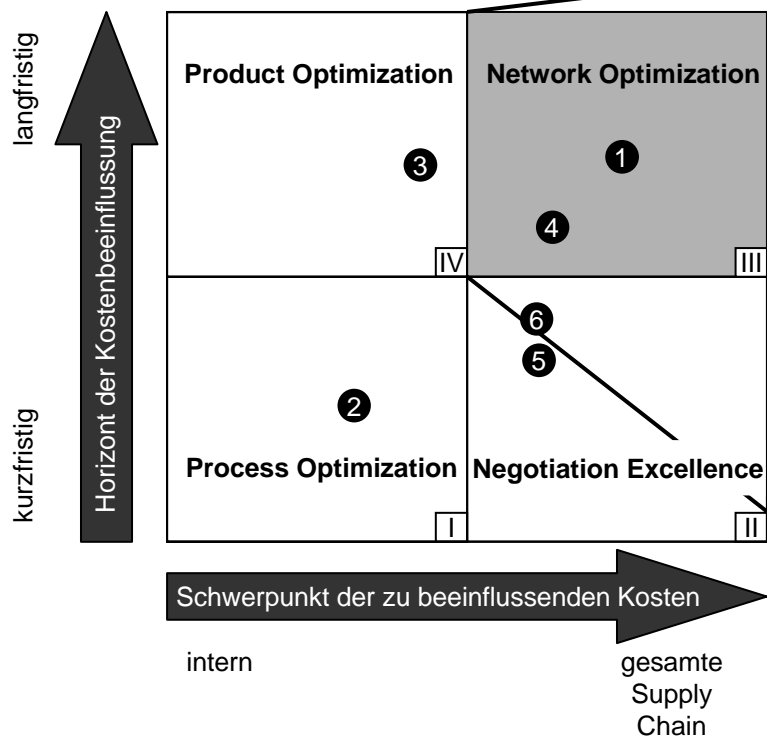 langfristig
Horizont der Kostenbeeinflussung
kurzfristig
Product Optimization
Network Optimization
3
1
4
IV
III
6
5
2
Process Optimization
Negotiation Excellence
I
II
Schwerpunkt der zu beeinflussenden Kosten
intern
gesamte
Supply
Chain